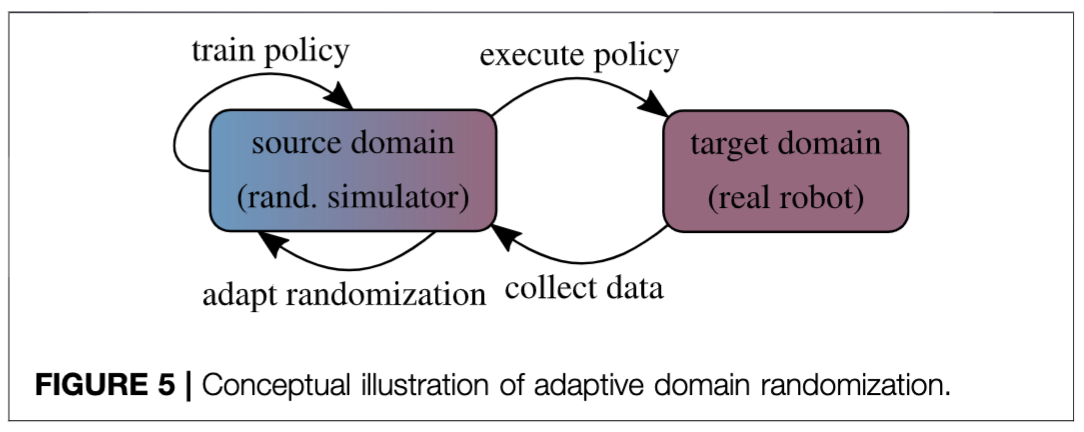 train policy
execute policy
source domain
(rand. simulator)
target domain
(real robot)
adapt randomization
collect data
FIGURE 5 | Conceptual illustration of adaptive domain randomization.